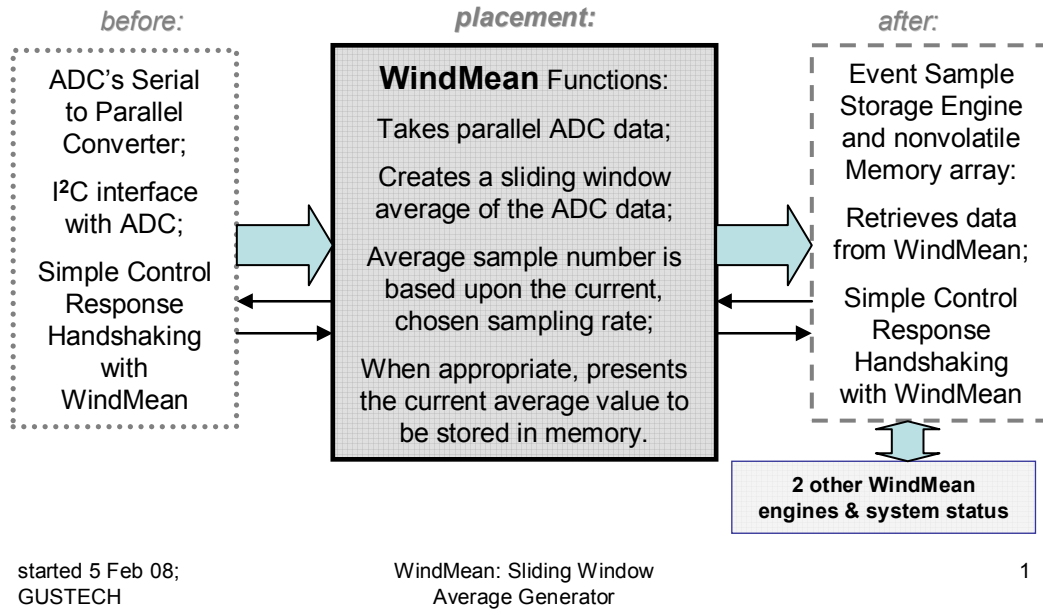 before:
placement:
after:
ADC's Serial
to Parallel
Converter;
I²C interface
with ADC;
Simple Control
Response
Handshaking
with
WindMean
WindMean Functions:
Takes parallel ADC data;
Creates a sliding window
average of the ADC data;
Average sample number is
based upon the current,
chosen sampling rate;
When appropriate, presents
the current average value to
be stored in memory.
Event Sample
Storage Engine
and nonvolatile
Memory array:
Retrieves data
from WindMean;
Simple Control
Response
Handshaking
with WindMean
2 other WindMean
engines & system status
started 5 Feb 08;
GUSTECH
WindMean: Sliding Window
Average Generator
1